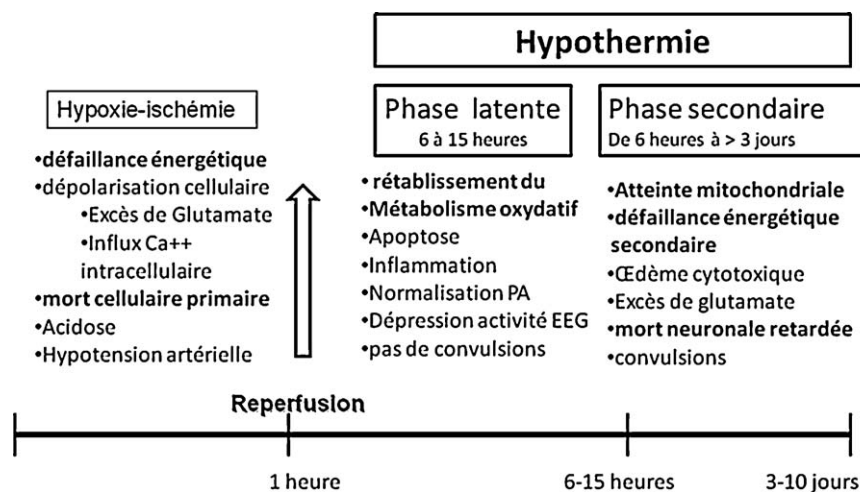 Hypothermie
Hypoxie-ischémie
•défaillance énergétique
•dépolarisation cellulaire
•Excès de Glutamate
•Influx Ca++
intracellulaire
•mort cellulaire primaire
•Acidose
•Hypotension artérielle
Phase latente
6 à 15 heures
• rétablissement du
•Métabolisme oxydatif
•Apoptose
•Inflammation
•Normalisation PA
•Dépression activité EEG
•pas de convulsions
Phase secondaire
De 6 heures à > 3 jours
•Atteinte mitochondriale
•défaillance énergétique
secondaire
•Œdème cytotoxique
•Excès de glutamate
•mort neuronale retardée
•convulsions
Reperfusion
1 heure
6-15 heures
3-10 jours